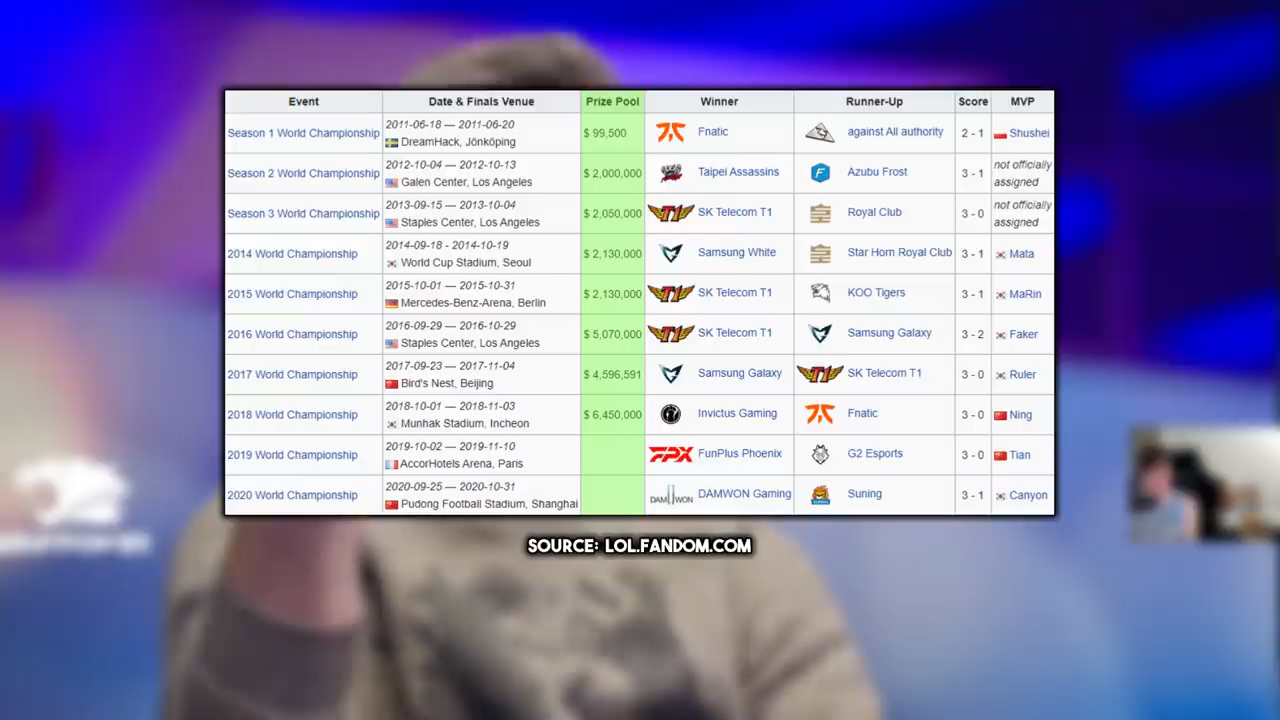 Event Date & Finals Venue Prize Pool Winner Runner-Up Score MVP
Season 1 World Championship 2011-06-18 — 2011-06-20 DreamHack, Jönköping $ 99,500 Fnatic against All authority 2 - 1 Shushei
Season 2 World Championship 2012-10-04 — 2012-10-13 Galen Center, Los Angeles $ 2,000,000 Taipei Assassins Azubu Frost 3 - 1 not officially assigned
Season 3 World Championship 2013-09-15 — 2013-10-04 Staples Center, Los Angeles $ 2,050,000 SK Telecom T1 Royal Club 3 - 0 not officially assigned
2014 World Championship 2014-09-18 - 2014-10-19 World Cup Stadium, Seoul $ 2,130,000 Samsung White Star Horn Royal Club 3 - 1 Mata
2015 World Championship 2015-10-01 — 2015-10-31 Mercedes-Benz-Arena, Berlin $ 2,130,000 SK Telecom T1 KOO Tigers 3 - 1 MaRin
2016 World Championship 2016-09-29 — 2016-10-29 Staples Center, Los Angeles $ 5,070,000 SK Telecom T1 Samsung Galaxy 3 - 2 Faker
2017 World Championship 2017-09-23 — 2017-11-04 Bird's Nest, Beijing $ 4,596,591 Samsung Galaxy SK Telecom T1 3 - 0 Ruler
2018 World Championship 2018-10-01 — 2018-11-03 Munhak Stadium, Incheon $ 6,450,000 Invictus Gaming Fnatic 3 - 0 Ning
2019 World Championship 2019-10-02 — 2019-11-10 AccorHotels Arena, Paris FPX FunPlus Phoenix G2 Esports 3 - 0 Tian
2020 World Championship 2020-09-25 — 2020-10-31 Pudong Football Stadium, Shanghai DAMWON DAMWON Gaming Suning 3 - 1 Canyon
SOURCE: LOL.FANDOM.COM